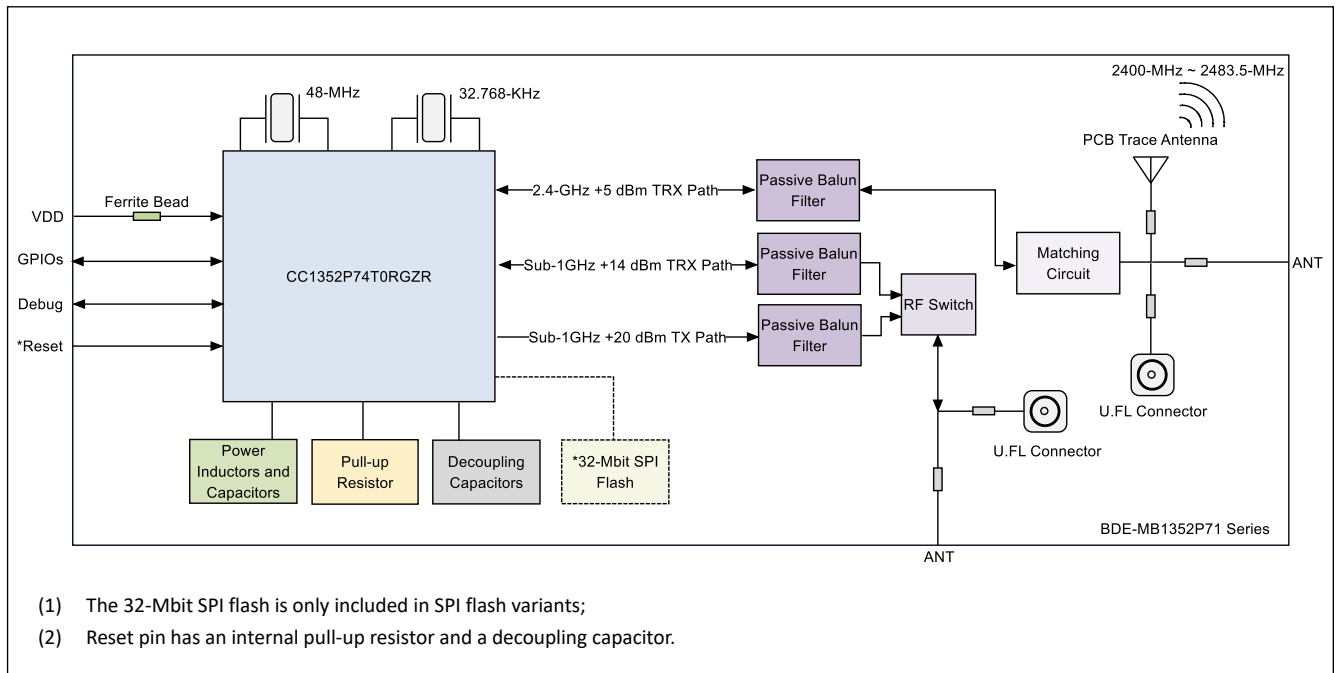 2400-MHz ~ 2483.5-MHz
48-MHz
32.768-KHz
PCB Trace Antenna
Passive Balun
Filter
2.4-GHz +5 dBm TRX Path
Ferrite Bead
VDD
GPIOs
Debug
*Reset
CC1352P74T0RGZR
Passive Balun
Filter
Sub-1GHz +14 dBm TRX Path
Matching
Circuit
ANT
RF Switch
Passive Balun
Filter
Sub-1GHz +20 dBm TX Path
U.FL Connector
U.FL Connector
Power
Inductors and
Capacitors
Pull-up
Resistor
Decoupling
Capacitors
*32-Mbit SPI
Flash
BDE-MB1352P71 Series
ANT
(1) The 32-Mbit SPI flash is only included in SPI flash variants;
(2) Reset pin has an internal pull-up resistor and a decoupling capacitor.